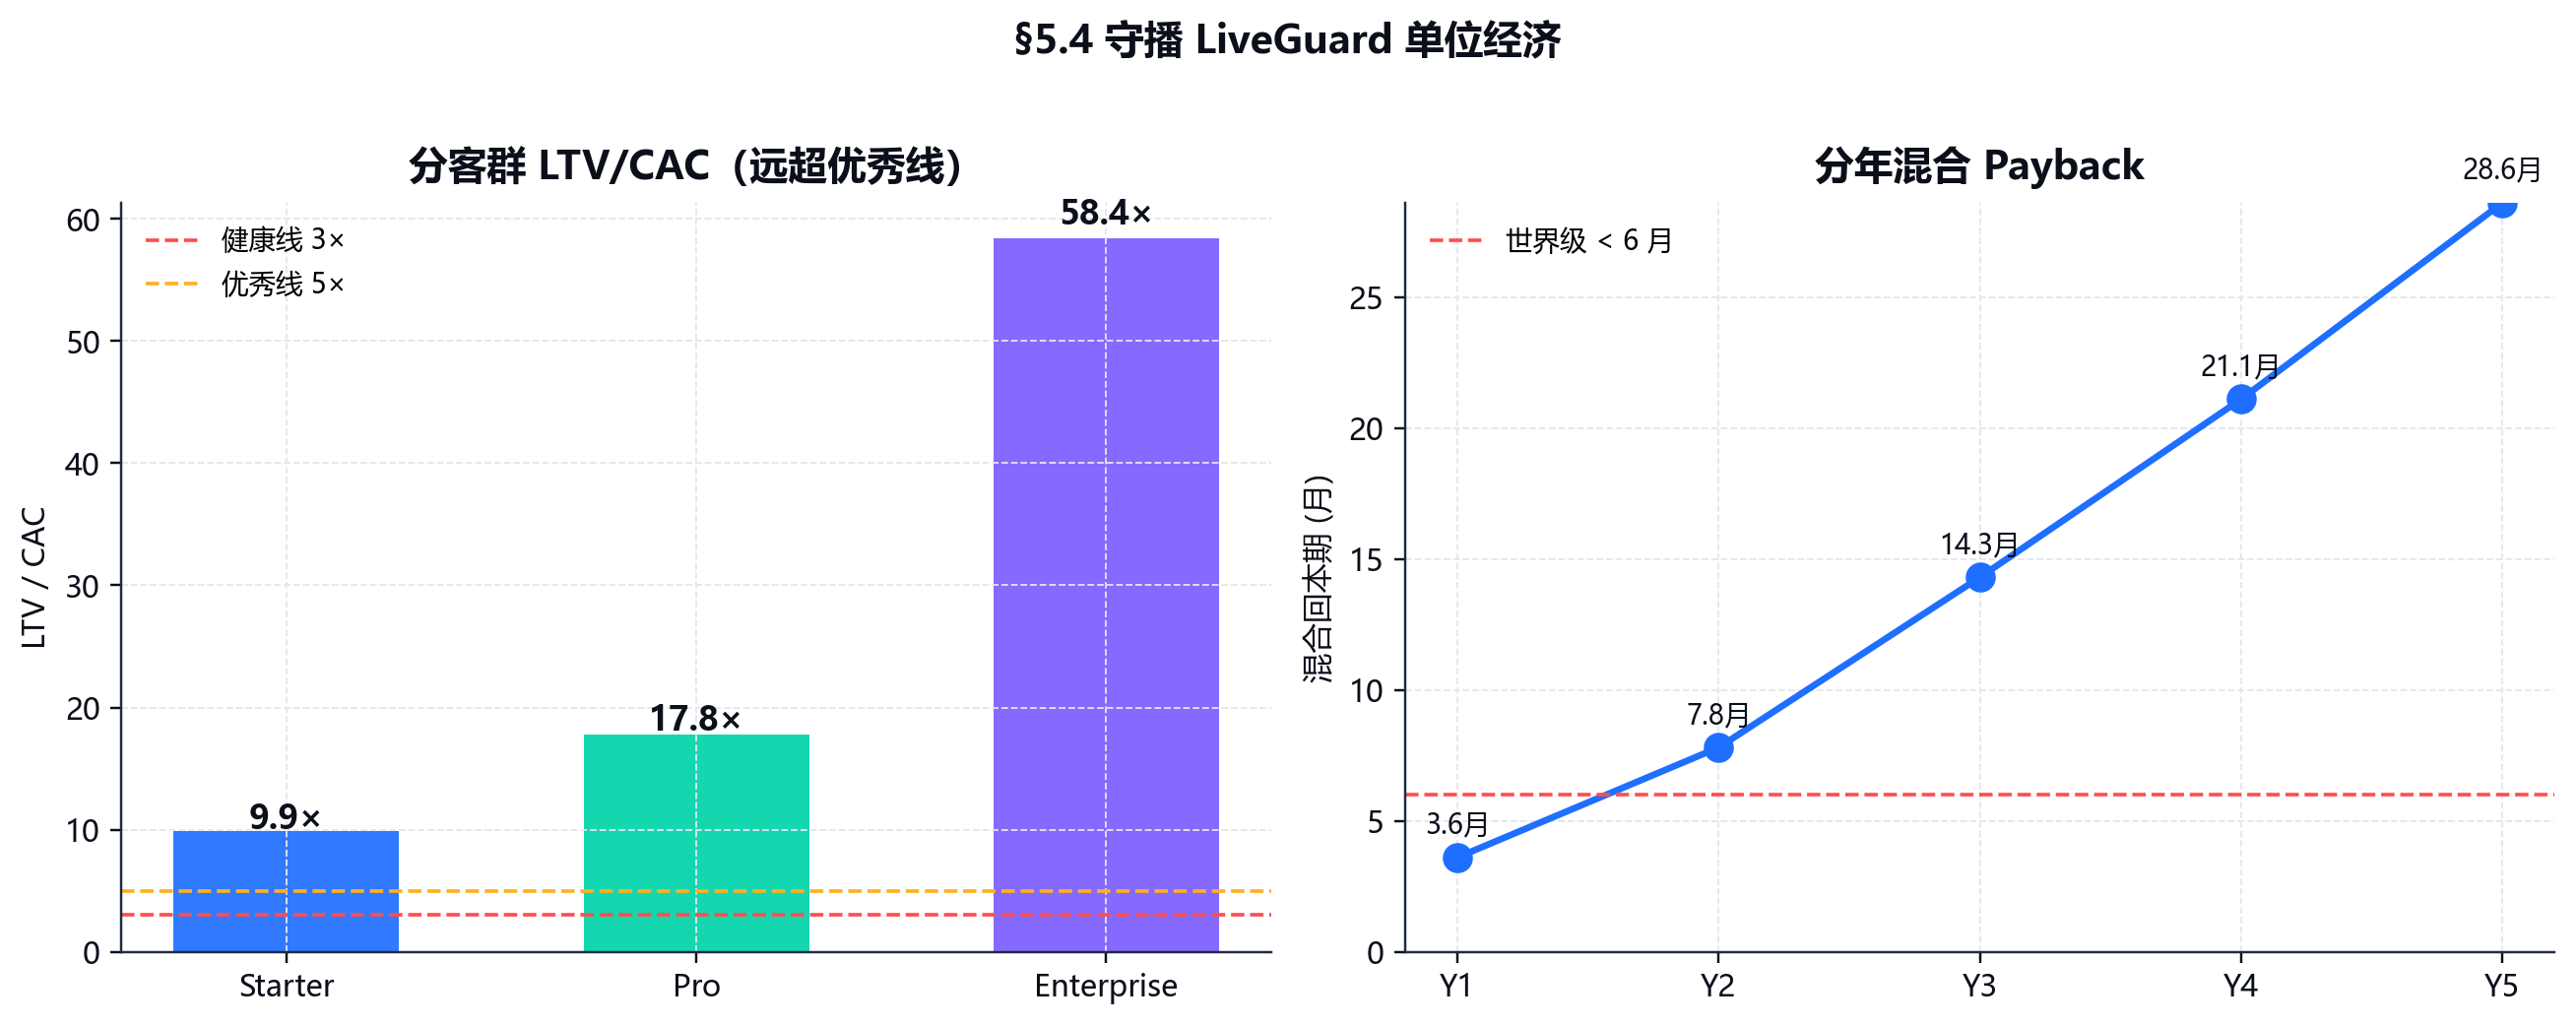 §5.4 守播 LiveGuard 单位经济
分客群 LTV/CAC（远超优秀线）
58.4×
60
健康线 3×
优秀线 5×
50
40
LTV / CAC
30
20
17.8×
9.9×
10
0
Starter
Pro
Enterprise
分年混合 Payback
28.6月
世界级 < 6 月
25
21.1月
20
混合回本期 (月)
14.3月
15
10
7.8月
5
3.6月
0
Y1
Y2
Y3
Y4
Y5